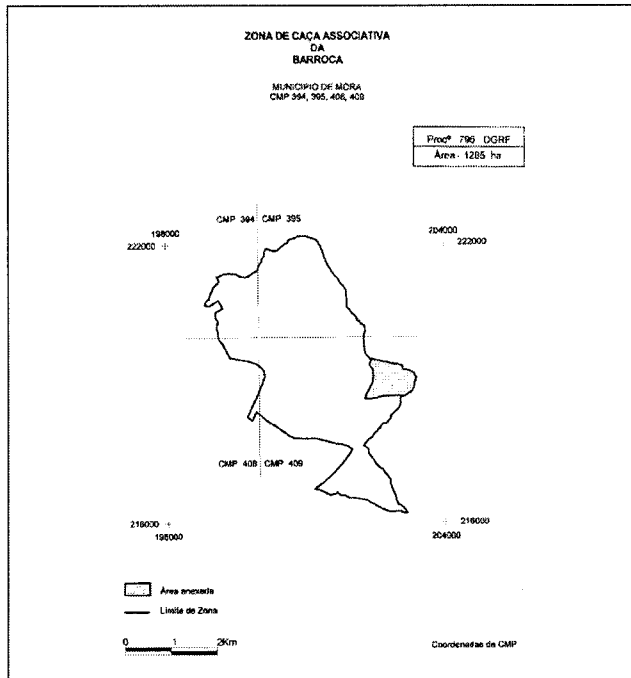 ZONA DE CAÇA ASSOCIATIVA
DA
BARROCA
MUNICÍPIO DE MORA
CMP 394, 395, 408, 409
Procº 796 DGRF
Área - 1285 ha
CMP 394 CMP 395
198000
222000
204000
222000
CMP 408 CMP 409
216000
198000
216000
204000
Área anexada
Limite de Zona
0 1 2Km
Coordenadas da CMP